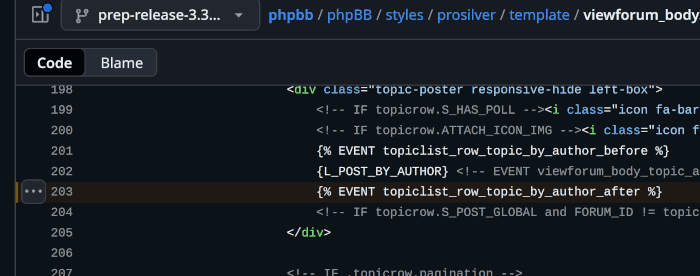 prep-release-3.3... phpbb / phpBB / styles / prosilver / template / viewforum_body
Code Blame
198 <div class="topic-poster responsive-hide left-box">
199 <!-- IF topicrow.S_HAS_POLL --><i class="icon fa-bar
200 <!-- IF topicrow.ATTACH_ICON_IMG --><i class="icon f
201 {% EVENT topiclist_row_topic_by_author_before %}
202 {L_POST_BY_AUTHOR} <!-- EVENT viewforum_body_topic_a
203 {% EVENT topiclist_row_topic_by_author_after %}
204 <!-- IF topicrow.S_POST_GLOBAL and FORUM_ID != topic
205 </div>
206
207 <!-- IF .topicrow.pagination -->